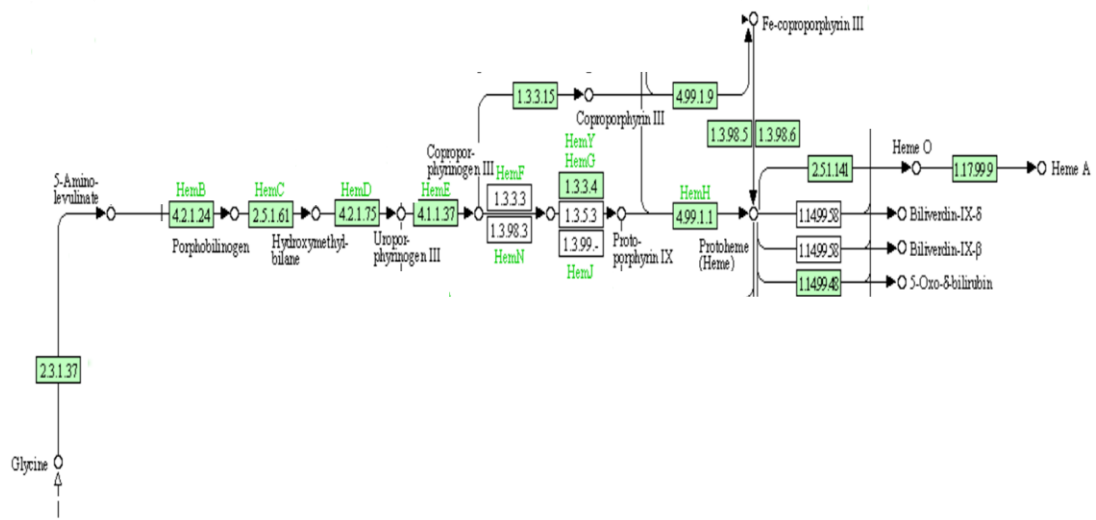 Fe-coproporphyrin III
1.3.3.15
4.99.1.9
Coproporphyrin III
HemY
HemG
1.3.98.5
1.3.98.6
Copropor-
phyrinogen III
HemF
Heme O
5-Amino-
levulinate
HemB
HemC
HemD
HemE
1.3.3.3
1.3.3.4
HemH
2.5.1.141
1.17.99.9
Heme A
4.2.1.24
2.5.1.61
4.2.1.75
4.1.1.37
1.3.5.3
4.99.1.1
1.14.99.58
Biliverdin-IX-δ
Porphobilinogen
Hydroxymethyl-
bilane
Uropor-
phyrinogen III
1.3.98.3
1.3.99.-
Proto-
porphyrin IX
Protoheme
(Heme)
1.14.99.58
Biliverdin-IX-β
HemN
HemJ
1.14.99.48
5-Oxo-δ-bilirubin
2.3.1.37
Glycine